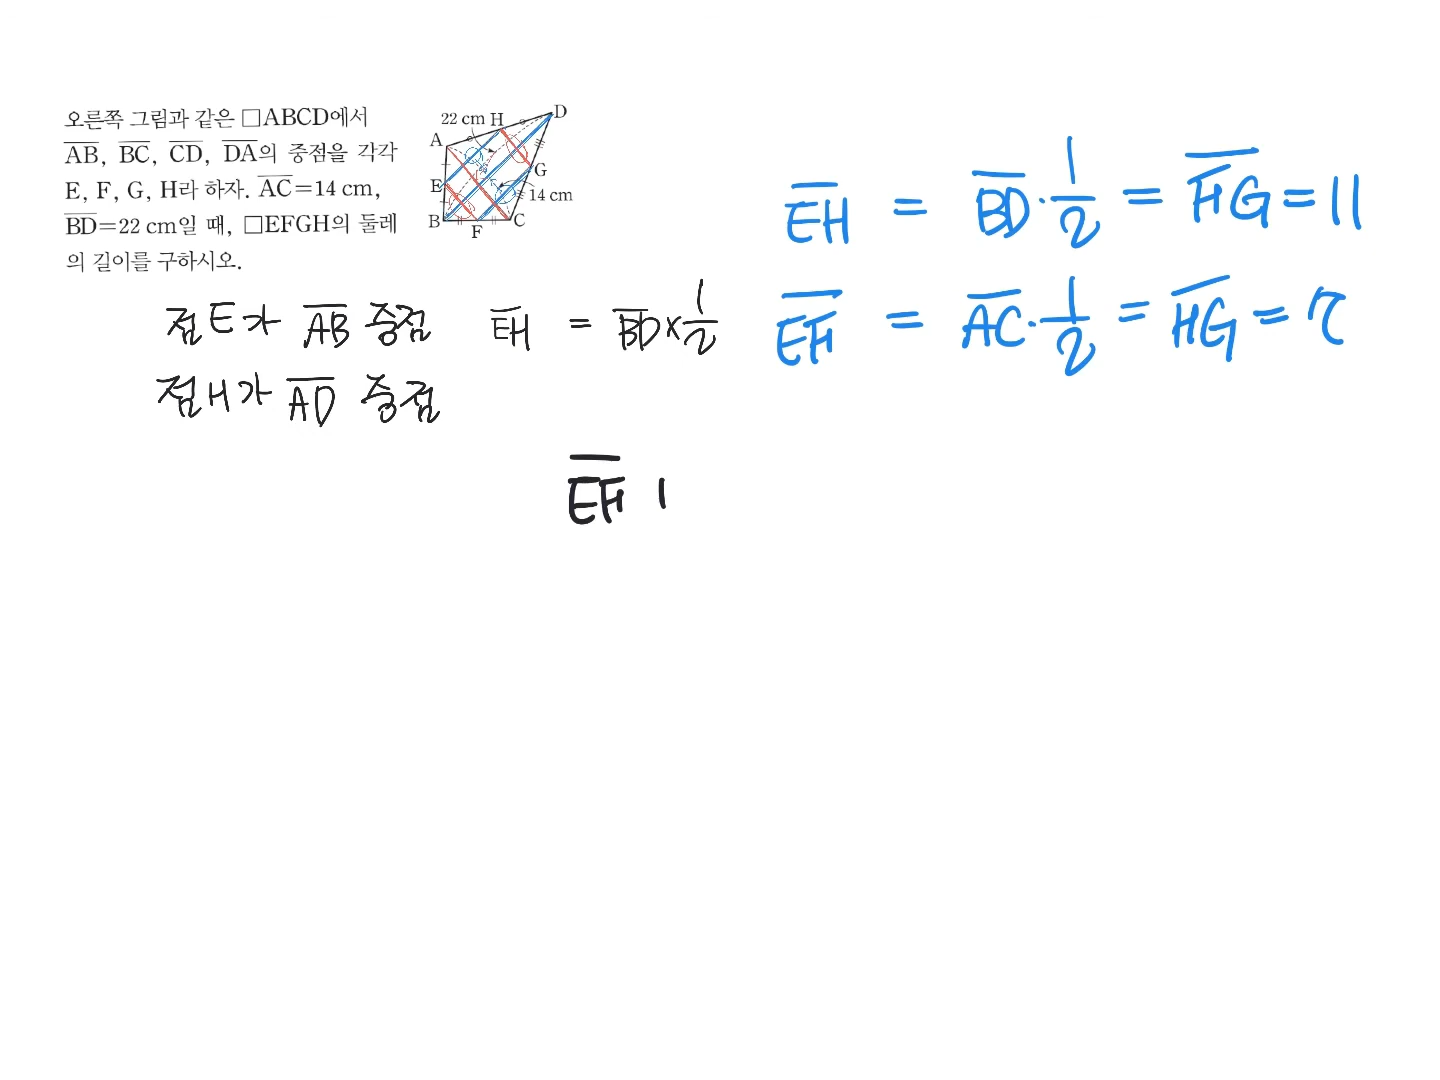 오른쪽 그림과 같은 □ABCD에서
AB, BC, CD, DA의 중점을 각각
E, F, G, H라 하자. AC=14 cm,
BD=22 cm일 때, □EFGH의 둘레
의 길이를 구하시오.
22 cm H D
A
G
E
14 cm
B F C
EH = BD·1/2 = FG = 11
EF = AC·1/2 = HG = 7
점 E가 AB 중점 EH = BD×1/2
점 H가 AD 중점
EF